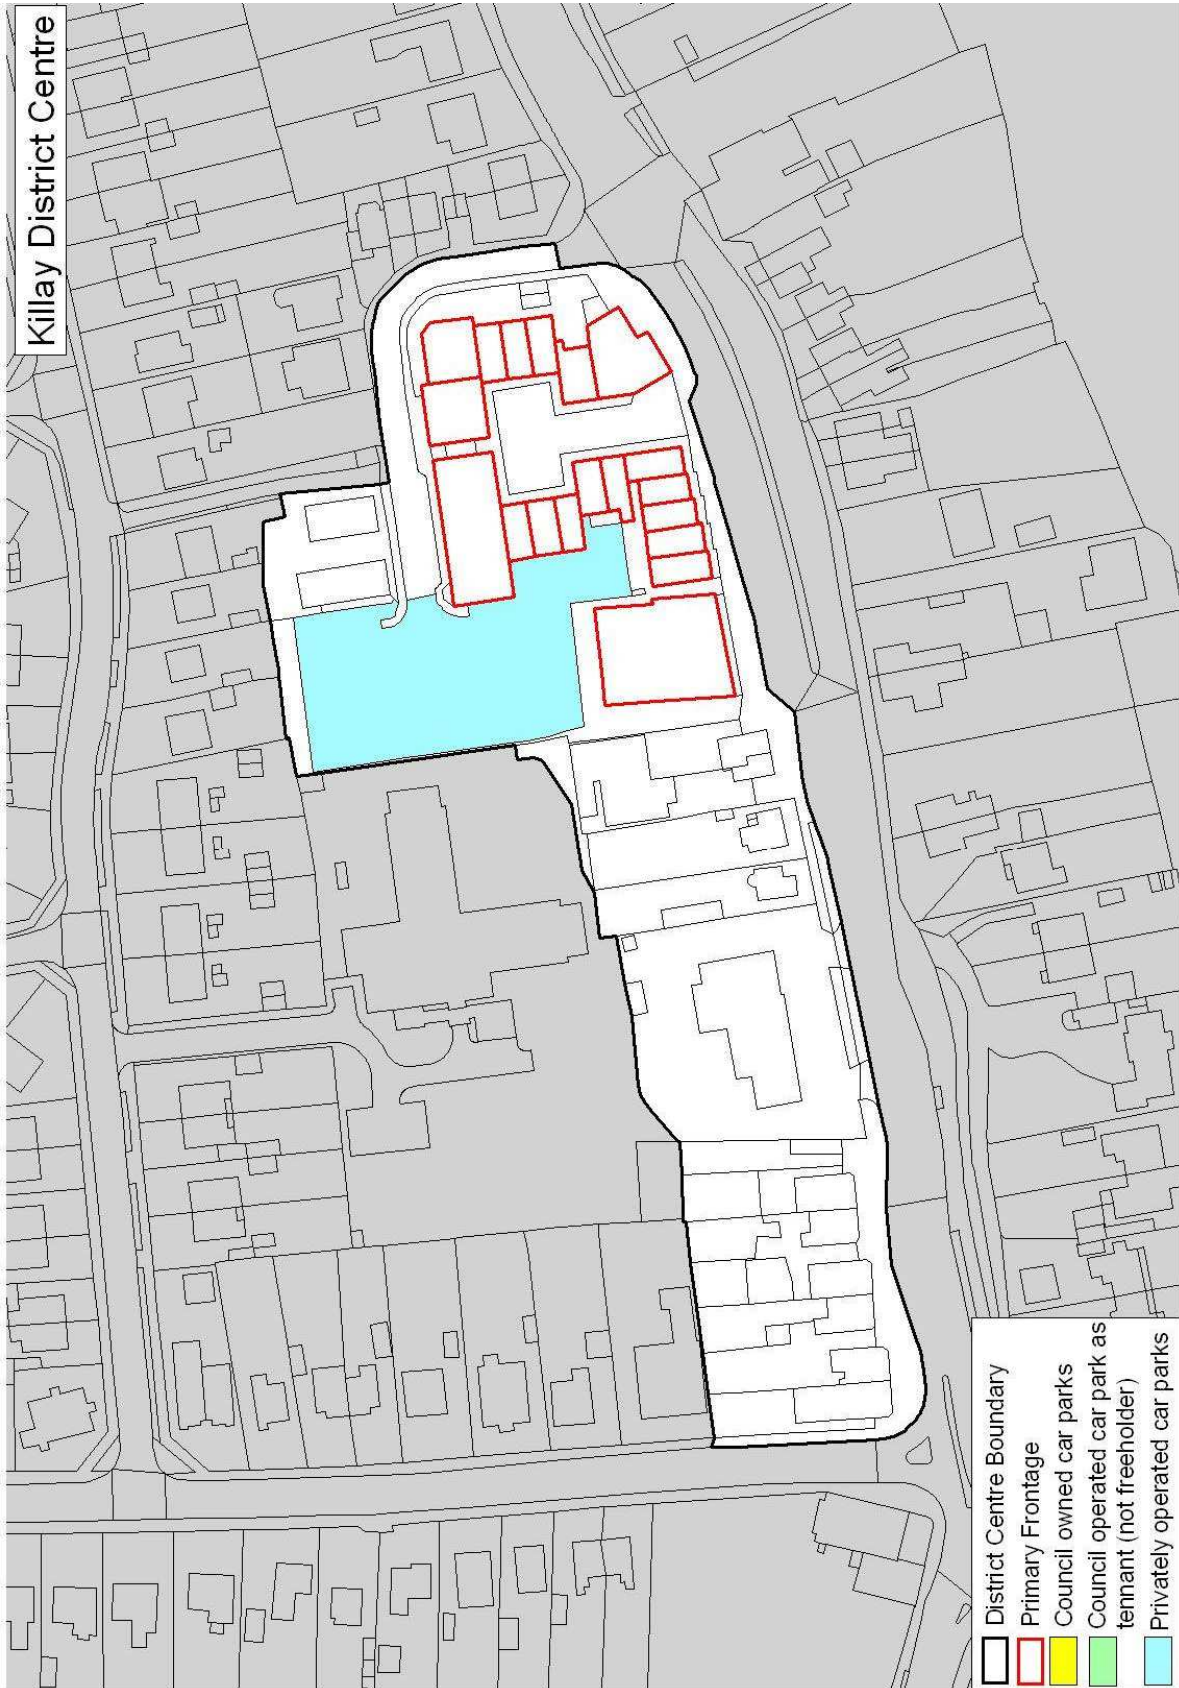 Killay District Centre
District Centre Boundary
Primary Frontage
Council owned car parks
Council operated car park as
tennant (not freeholder)
Privately operated car parks